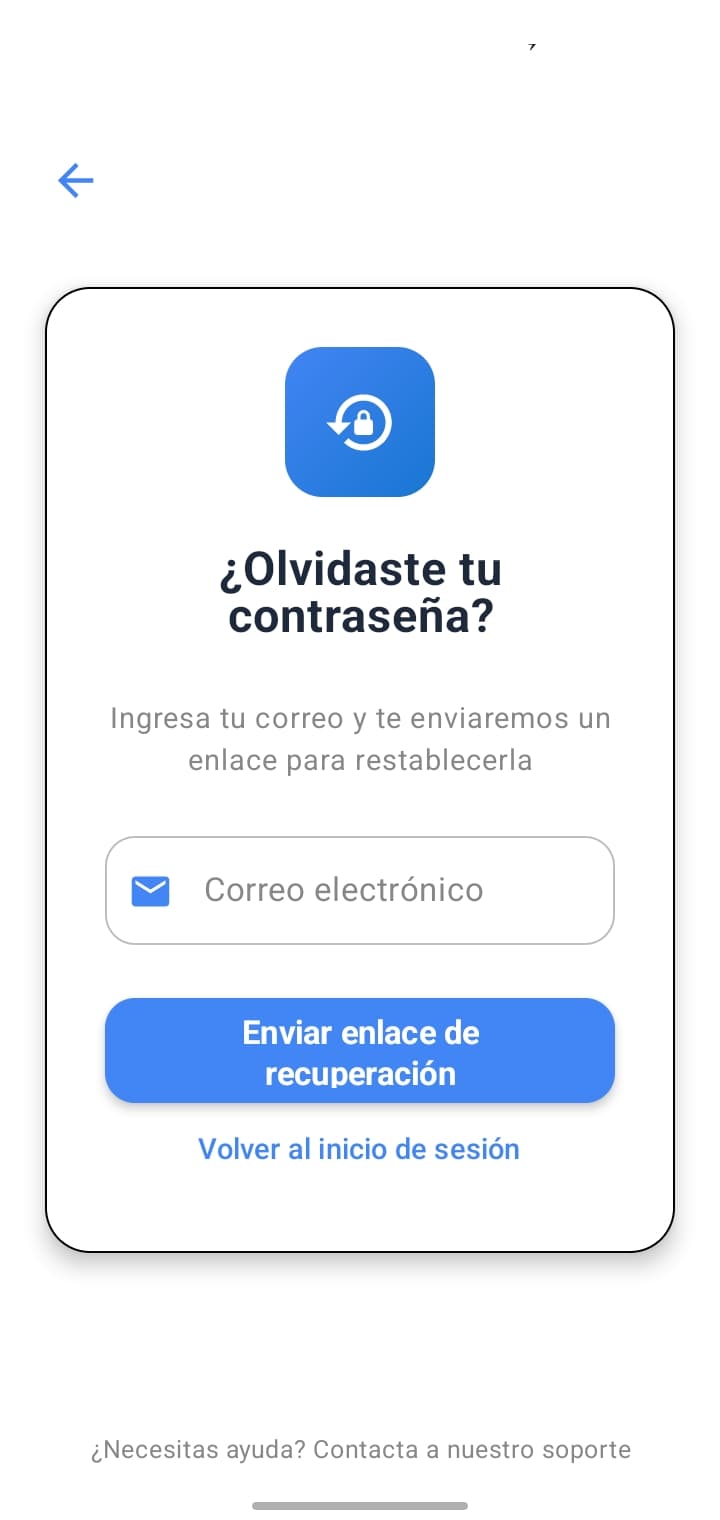 ¿Olvidaste tu
contraseña?
Ingresa tu correo y te enviaremos un
enlace para restablecerla
Correo electrónico
Enviar enlace de
recuperación
Volver al inicio de sesión
¿Necesitas ayuda? Contacta a nuestro soporte